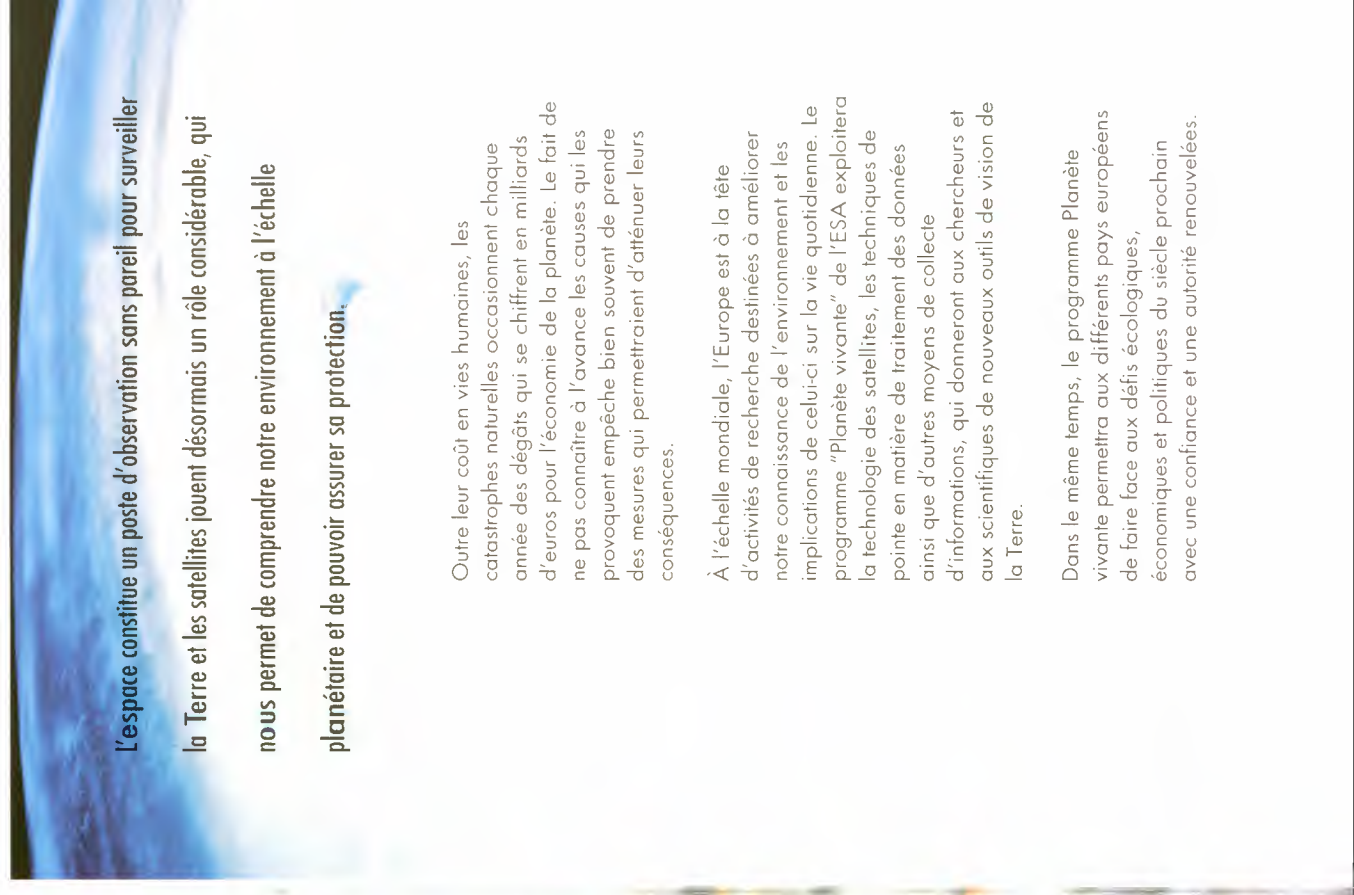 L'espace constitue un poste d'observation sans pareil pour surveiller
la Terre et les satellites jouent désormais un rôle considérable, qui
nous permet de comprendre notre environnement à l'échelle
planétaire et de pouvoir assurer sa protection.
Outre leur coût en vies humaines, les
catastrophes naturelles occasionnent chaque
année des dégâts qui se chiffrent en milliards
d'euros pour l'économie de la planète. Le fait de
ne pas connaître à l'avance les causes qui les
provoquent empêche bien souvent de prendre
des mesures qui permettraient d'atténuer leurs
conséquences.
À l'échelle mondiale, l'Europe est à la tête
d'activités de recherche destinées à améliorer
notre connaissance de l'environnement et les
implications de celui-ci sur la vie quotidienne. Le
programme "Planète vivante" de l'ESA exploitera
la technologie des satellites, les techniques de
pointe en matière de traitement des données
ainsi que d'autres moyens de collecte
d'informations, qui donneront aux chercheurs et
aux scientifiques de nouveaux outils de vision de
la Terre.
Dans le même temps, le programme Planète
vivante permettra aux différents pays européens
de faire face aux défis écologiques,
économiques et politiques du siècle prochain
avec une confiance et une autorité renouvelées.